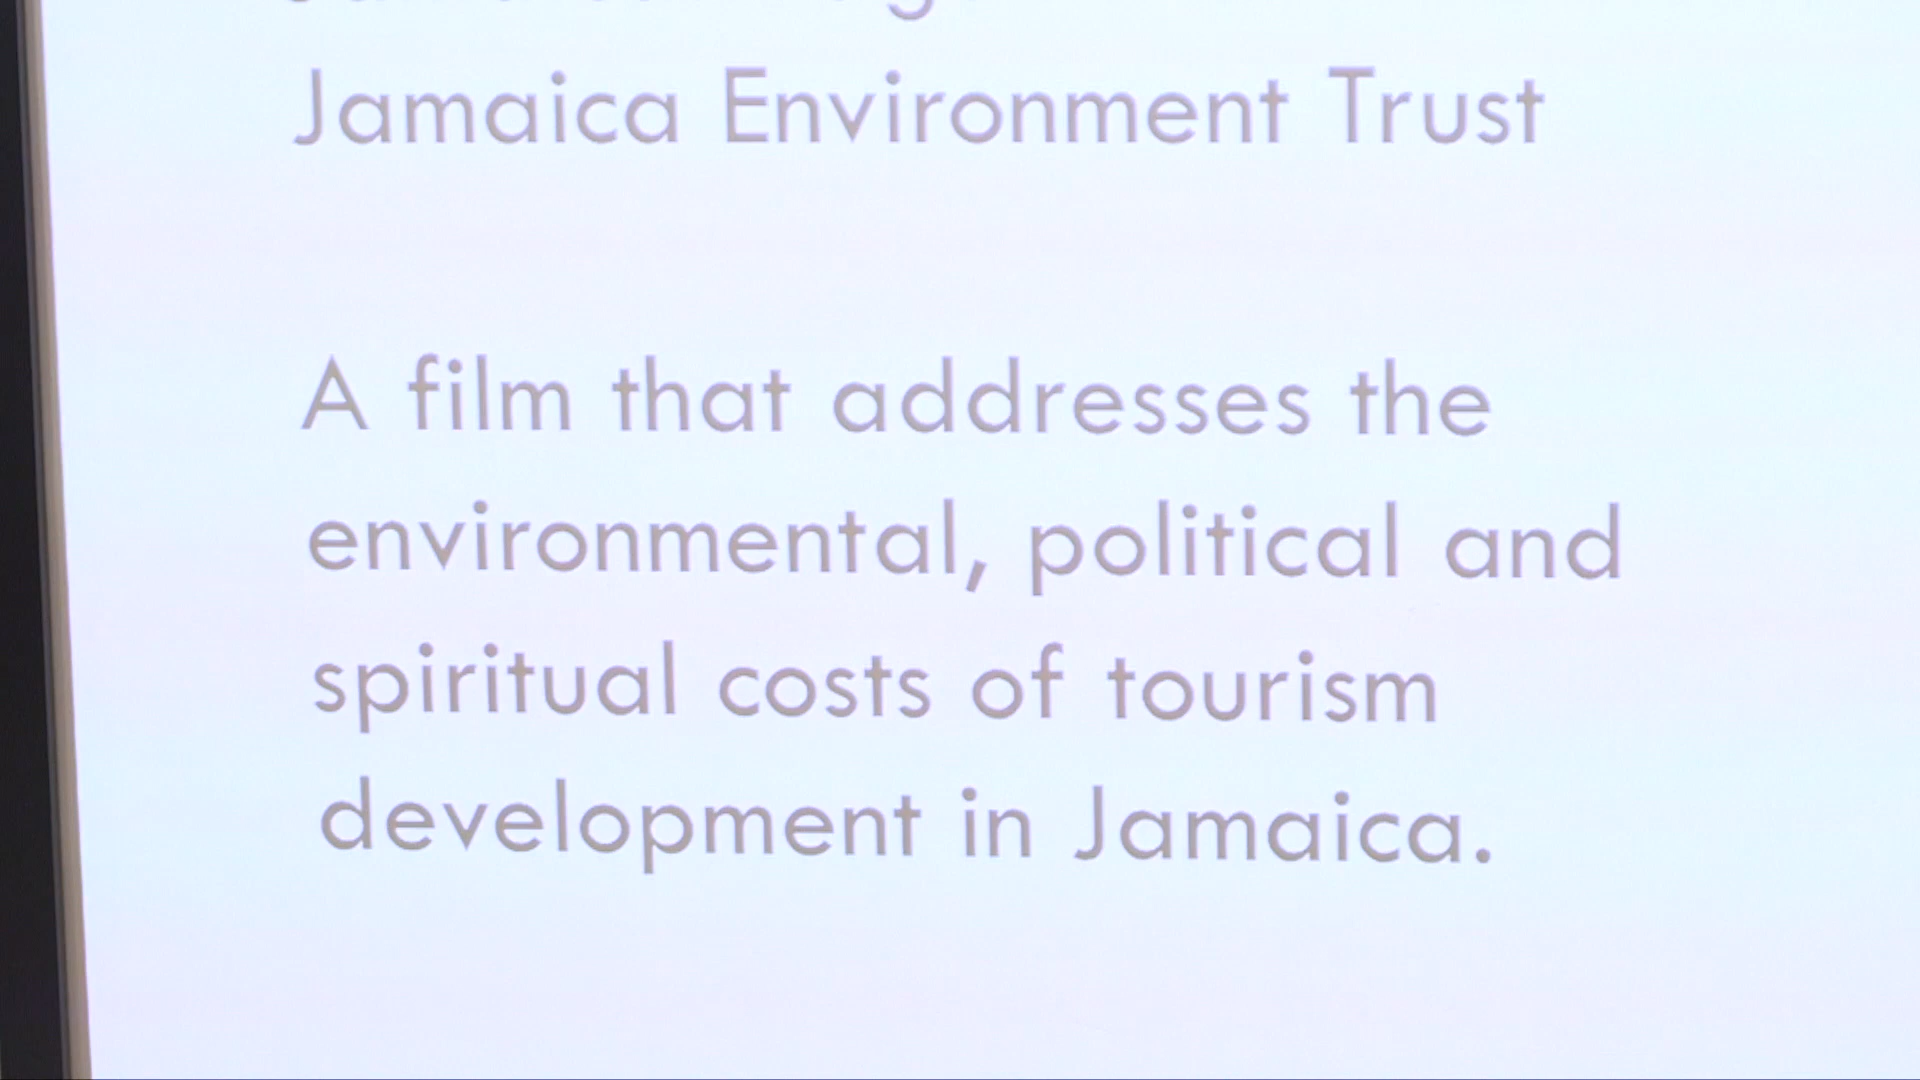 Jamaica Environment Trust
A film that addresses the
environmental, political and
spiritual costs of tourism
development in Jamaica.